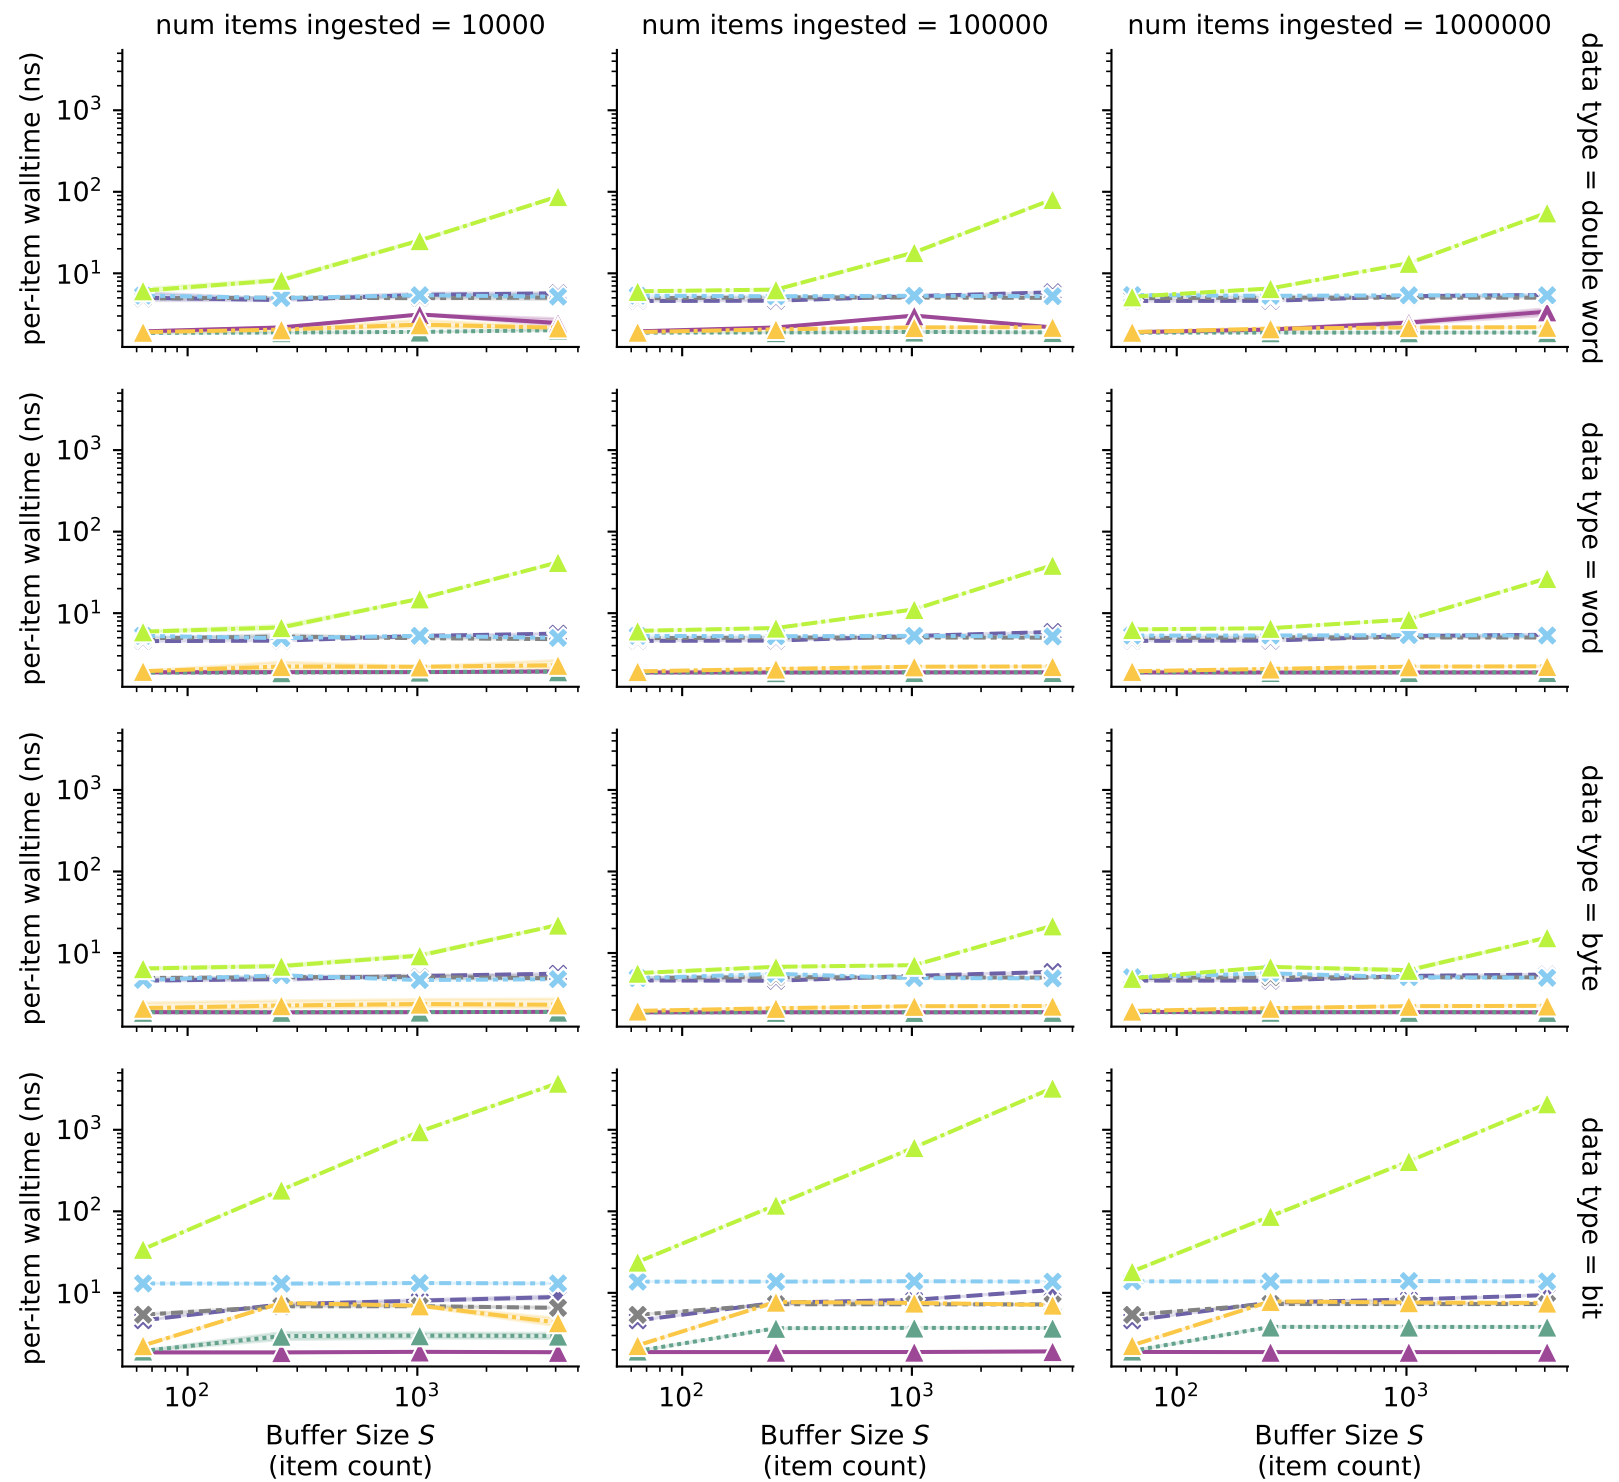 num items ingested = 10000
num items ingested = 100000
num items ingested = 1000000
per-item walltime (ns)
10³
10²
10¹
data type = double word
per-item walltime (ns)
10³
10²
10¹
data type = word
per-item walltime (ns)
10³
10²
10¹
data type = byte
per-item walltime (ns)
10³
10²
10¹
data type = bit
10² 10³
10² 10³
10² 10³
Buffer Size S
(item count)
Buffer Size S
(item count)
Buffer Size S
(item count)